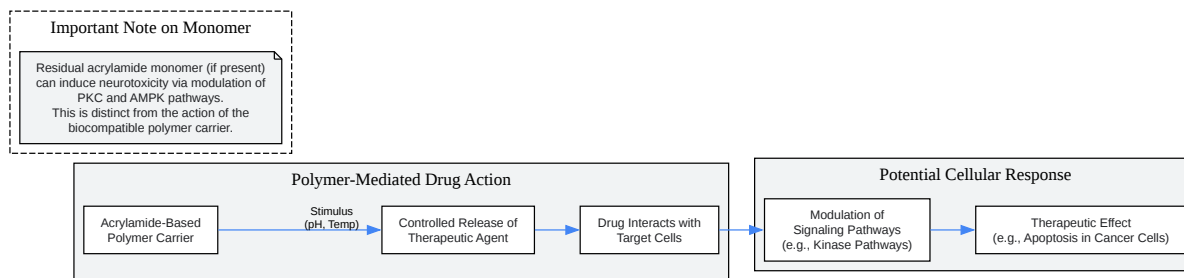 Important Note on Monomer
Residual acrylamide monomer (if present)
can induce neurotoxicity via modulation of
PKC and AMPK pathways.
This is distinct from the action of the
biocompatible polymer carrier.
Polymer-Mediated Drug Action
Acrylamide-Based
Polymer Carrier
Stimulus
(pH, Temp)
Controlled Release of
Therapeutic Agent
Drug Interacts with
Target Cells
Potential Cellular Response
Modulation of
Signaling Pathways
(e.g., Kinase Pathways)
Therapeutic Effect
(e.g., Apoptosis in Cancer Cells)